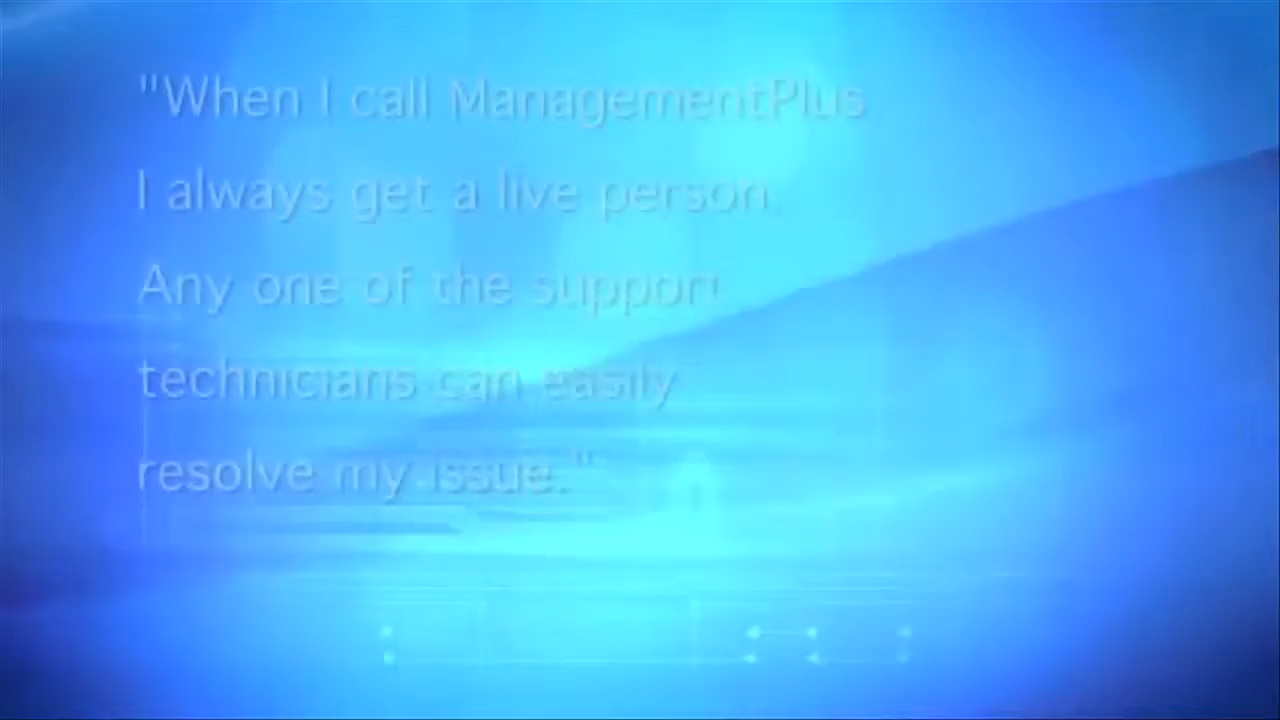 "When I call ManagementPlus
I always get a live person.
Any one of the support
technicians can easily
resolve my issue."